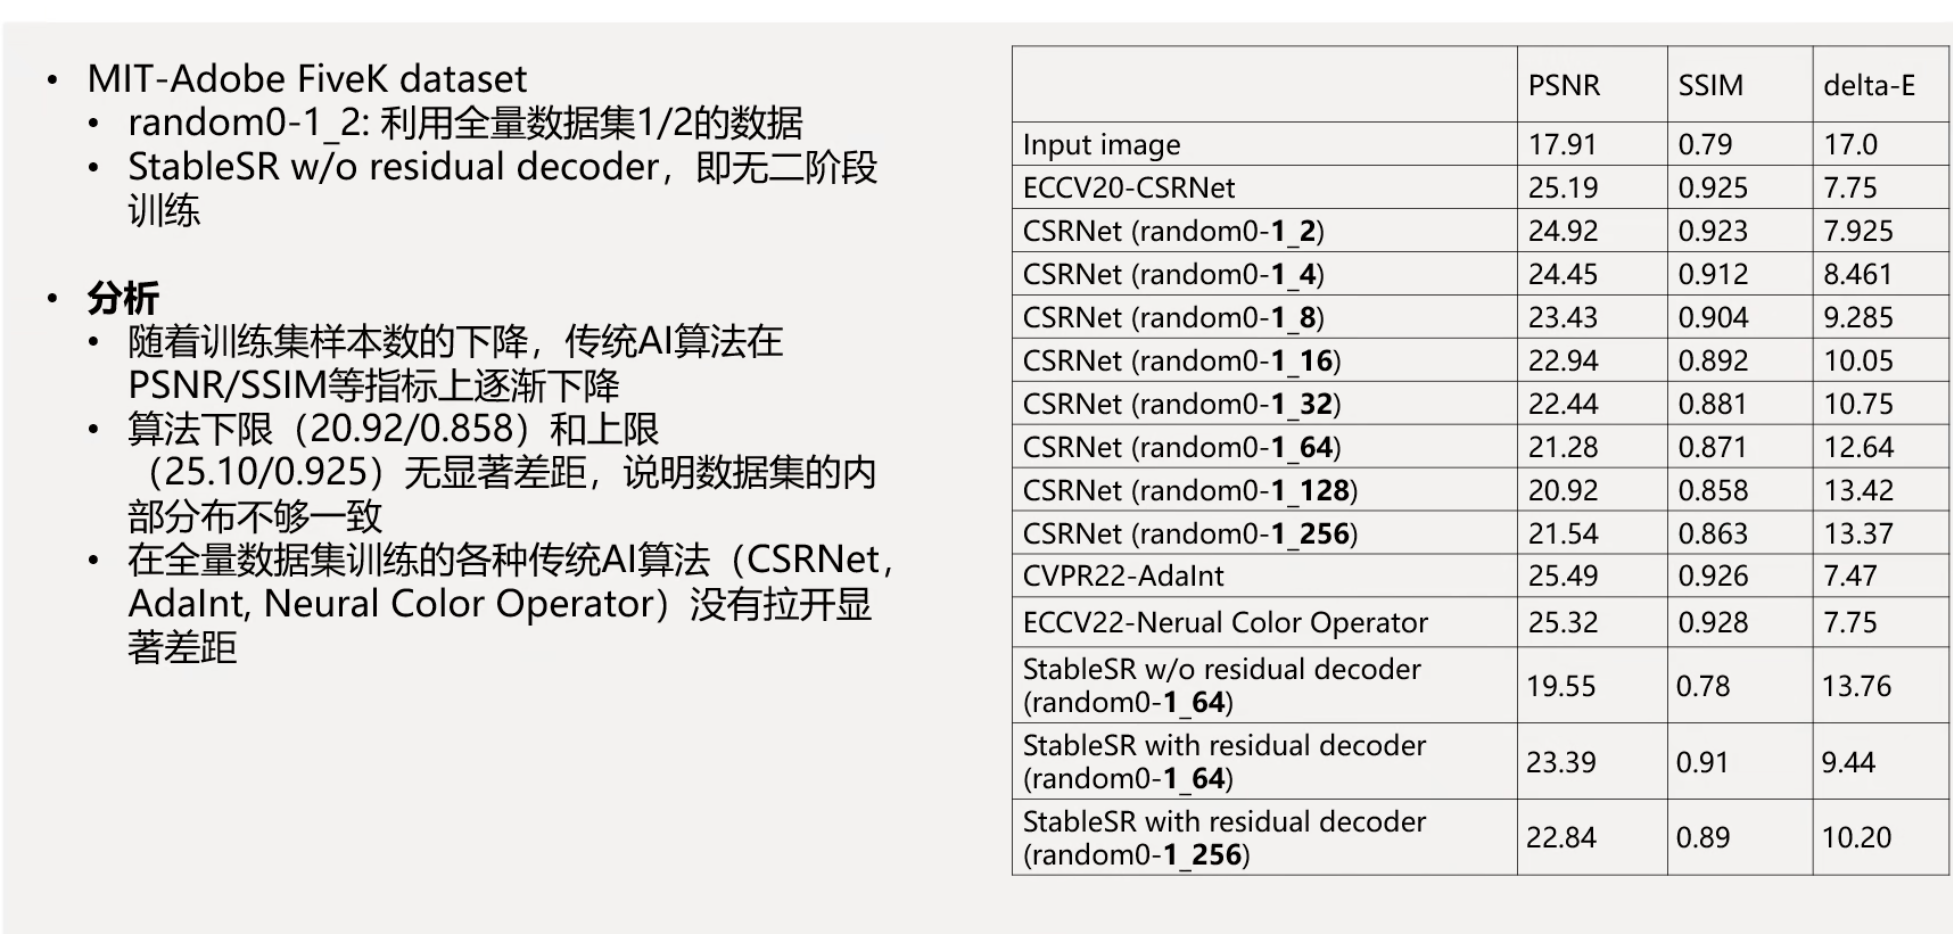 MIT-Adobe FiveK dataset
random0-1_2: 利用全量数据集1/2的数据
StableSR w/o residual decoder，即无二阶段
训练
分析
随着训练集样本数的下降，传统AI算法在
PSNR/SSIM等指标上逐渐下降
算法下限（20.92/0.858）和上限
（25.10/0.925）无显著差距，说明数据集的内
部分布不够一致
在全量数据集训练的各种传统AI算法（CSRNet，
AdaInt, Neural Color Operator）没有拉开显
著差距
PSNR SSIM delta-E
Input image 17.91 0.79 17.0
ECCV20-CSRNet 25.19 0.925 7.75
CSRNet (random0-1_2) 24.92 0.923 7.925
CSRNet (random0-1_4) 24.45 0.912 8.461
CSRNet (random0-1_8) 23.43 0.904 9.285
CSRNet (random0-1_16) 22.94 0.892 10.05
CSRNet (random0-1_32) 22.44 0.881 10.75
CSRNet (random0-1_64) 21.28 0.871 12.64
CSRNet (random0-1_128) 20.92 0.858 13.42
CSRNet (random0-1_256) 21.54 0.863 13.37
CVPR22-AdaInt 25.49 0.926 7.47
ECCV22-Nerual Color Operator 25.32 0.928 7.75
StableSR w/o residual decoder
(random0-1_64) 19.55 0.78 13.76
StableSR with residual decoder
(random0-1_64) 23.39 0.91 9.44
StableSR with residual decoder
(random0-1_256) 22.84 0.89 10.20